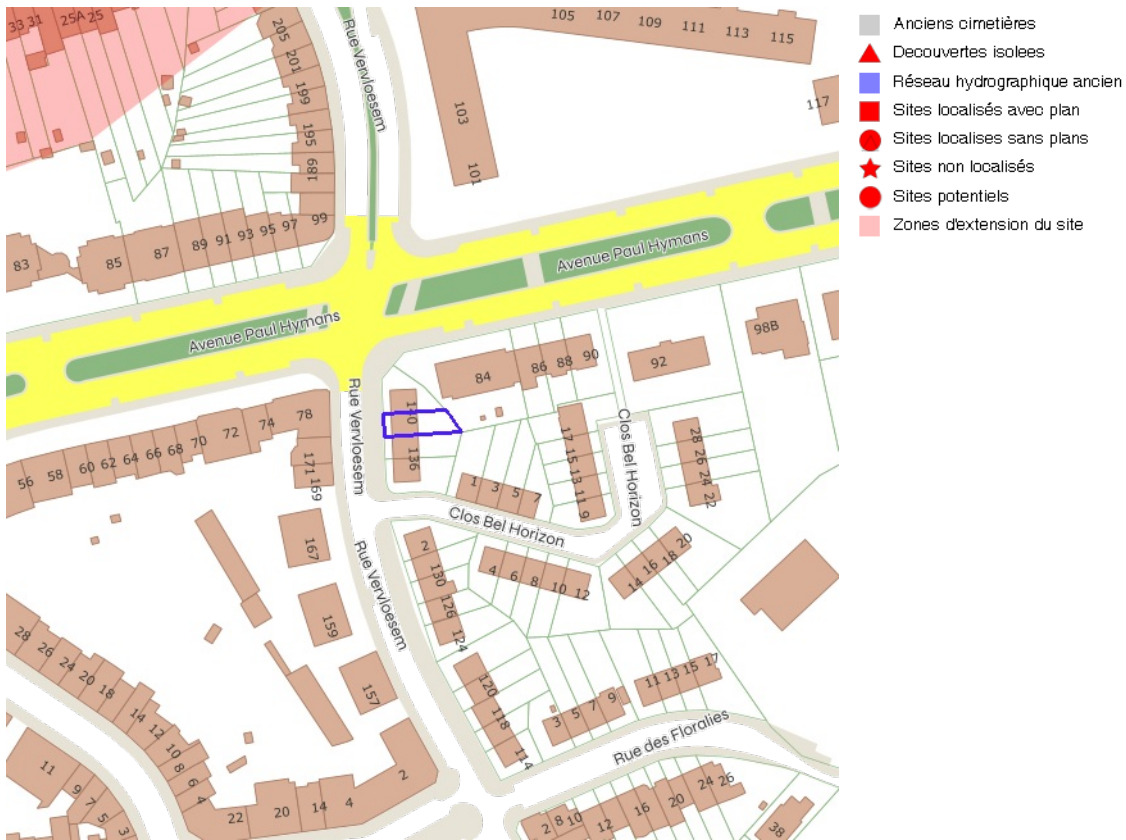 33 31 25A 25
205
201
199
195
189
99
97
95
93
91
89
87
85
83
Rue Vervloesem
105 107 109 111 113 115
103
101
117
Avenue Paul Hymans
Avenue Paul Hymans
98B
92
90
88
86
84
140
136
78
74
72
70
68
66
64
62
60
58
56
171
169
Rue Vervloesem
167
159
157
Rue Vervloesem
17 15 13 11 9
Clos Bel Horizon
28 26 24 22
1 3 5 7
Clos Bel Horizon
2
130
126
124
4 6 8 10 12
14 16 18 20
120
118
114
3 5 7 9
11 13 15 17
Rue des Floralies
28
26
24
20
18
14
12
10
8
6
4
11
9
7
5
3
22
20
14
4
2
2
8
10
12
16
20
24
26
38
Anciens cimetières
Decouvertes isolees
Réseau hydrographique ancien
Sites localisés avec plan
Sites localises sans plans
Sites non localisés
Sites potentiels
Zones d'extension du site